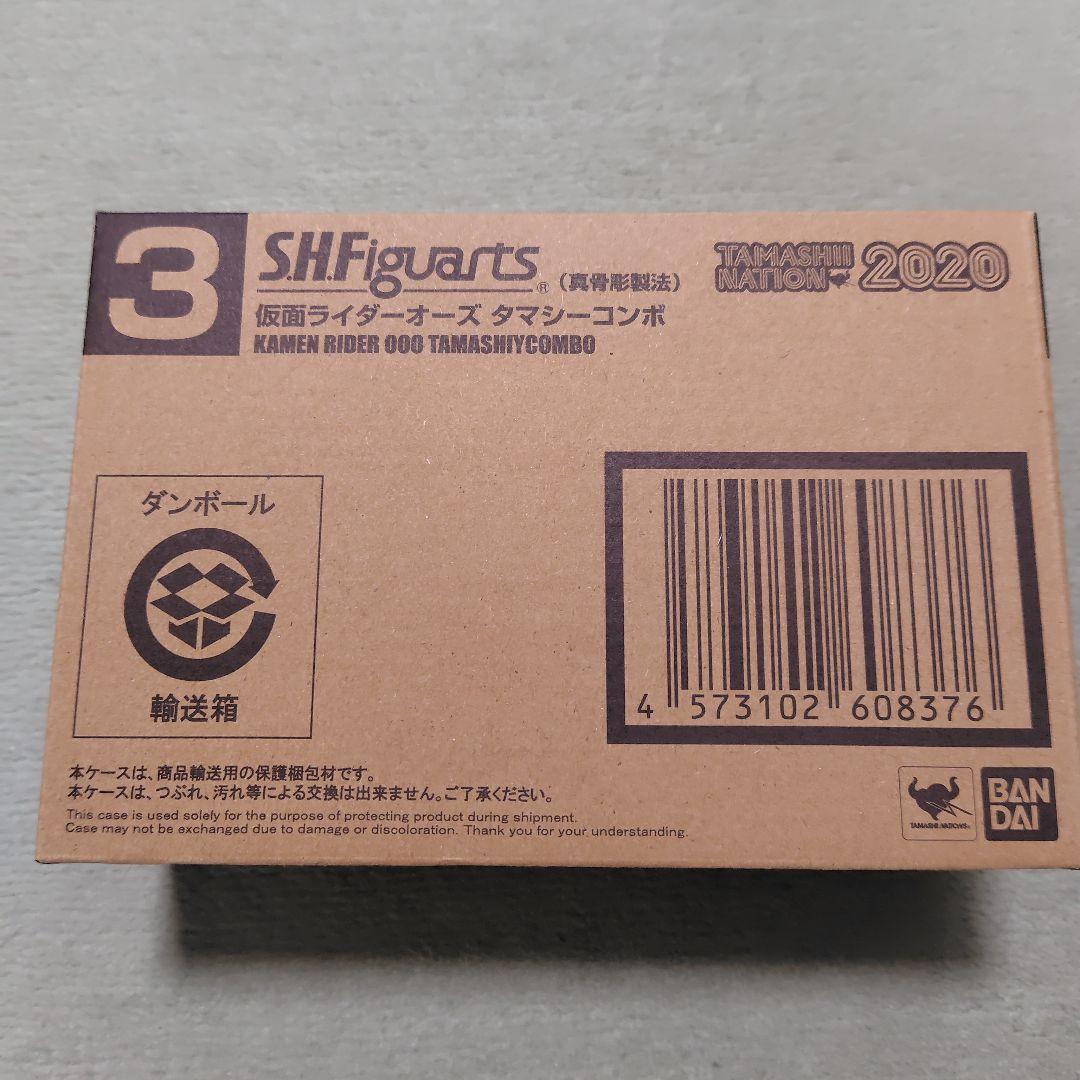 3
S.H.Figuarts® (真骨彫製法)
TAMASHII NATION 2020
仮面ライダーオーズ タマシーコンボ
KAMEN RIDER OOO TAMASHIYCOMBO
ダンボール
輸送箱
4 573102 608376
本ケースは、商品輸送用の保護梱包材です。
本ケースは、つぶれ、汚れ等による交換は出来ません。ご了承ください。
This case is used solely for the purpose of protecting product during shipment.
Case may not be exchanged due to damage or discoloration. Thank you for your understanding.
TAMASHII NATIONS
BAN
DAI